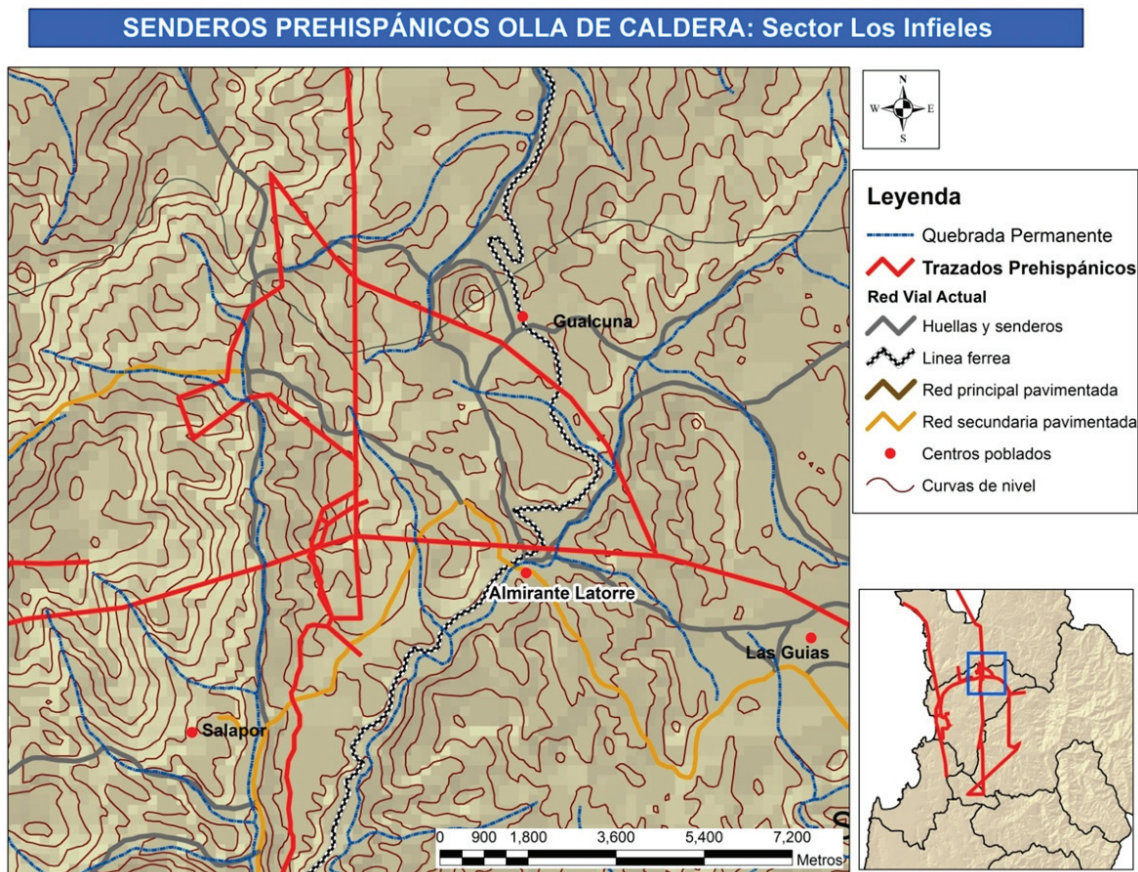 SENDEROS PREHISPÁNICOS OLLA DE CALDERA: Sector Los Infieles
N
W E
S
Leyenda
Quebrada Permanente
Trazados Prehispánicos
Red Vial Actual
Huellas y senderos
Linea ferrea
Red principal pavimentada
Red secundaria pavimentada
Centros poblados
Curvas de nivel
Gualcuna
Almirante Latorre
Las Guias
Salapor
0 900 1,800 3,600 5,400 7,200
Metros